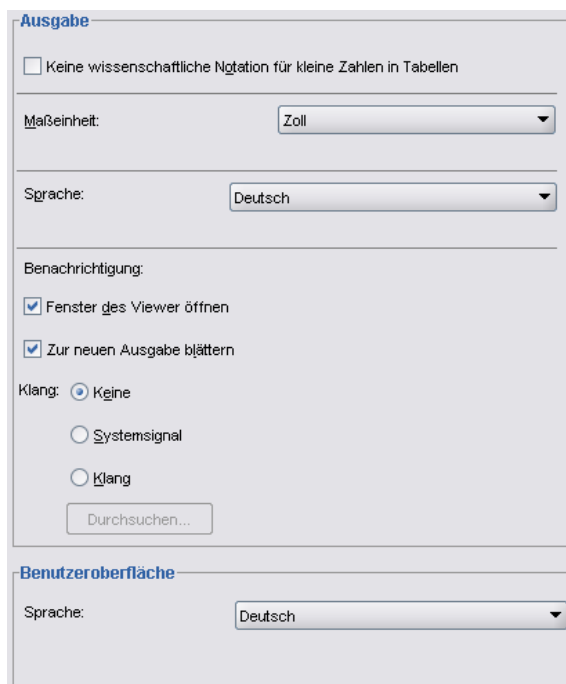 Ausgabe
Keine wissenschaftliche Notation für kleine Zahlen in Tabellen
Maßeinheit: Zoll
Sprache: Deutsch
Benachrichtigung:
Fenster des Viewer öffnen
Zur neuen Ausgabe blättern
Klang: Keine
Systemsignal
Klang
Durchsuchen...
Benutzeroberfläche
Sprache: Deutsch